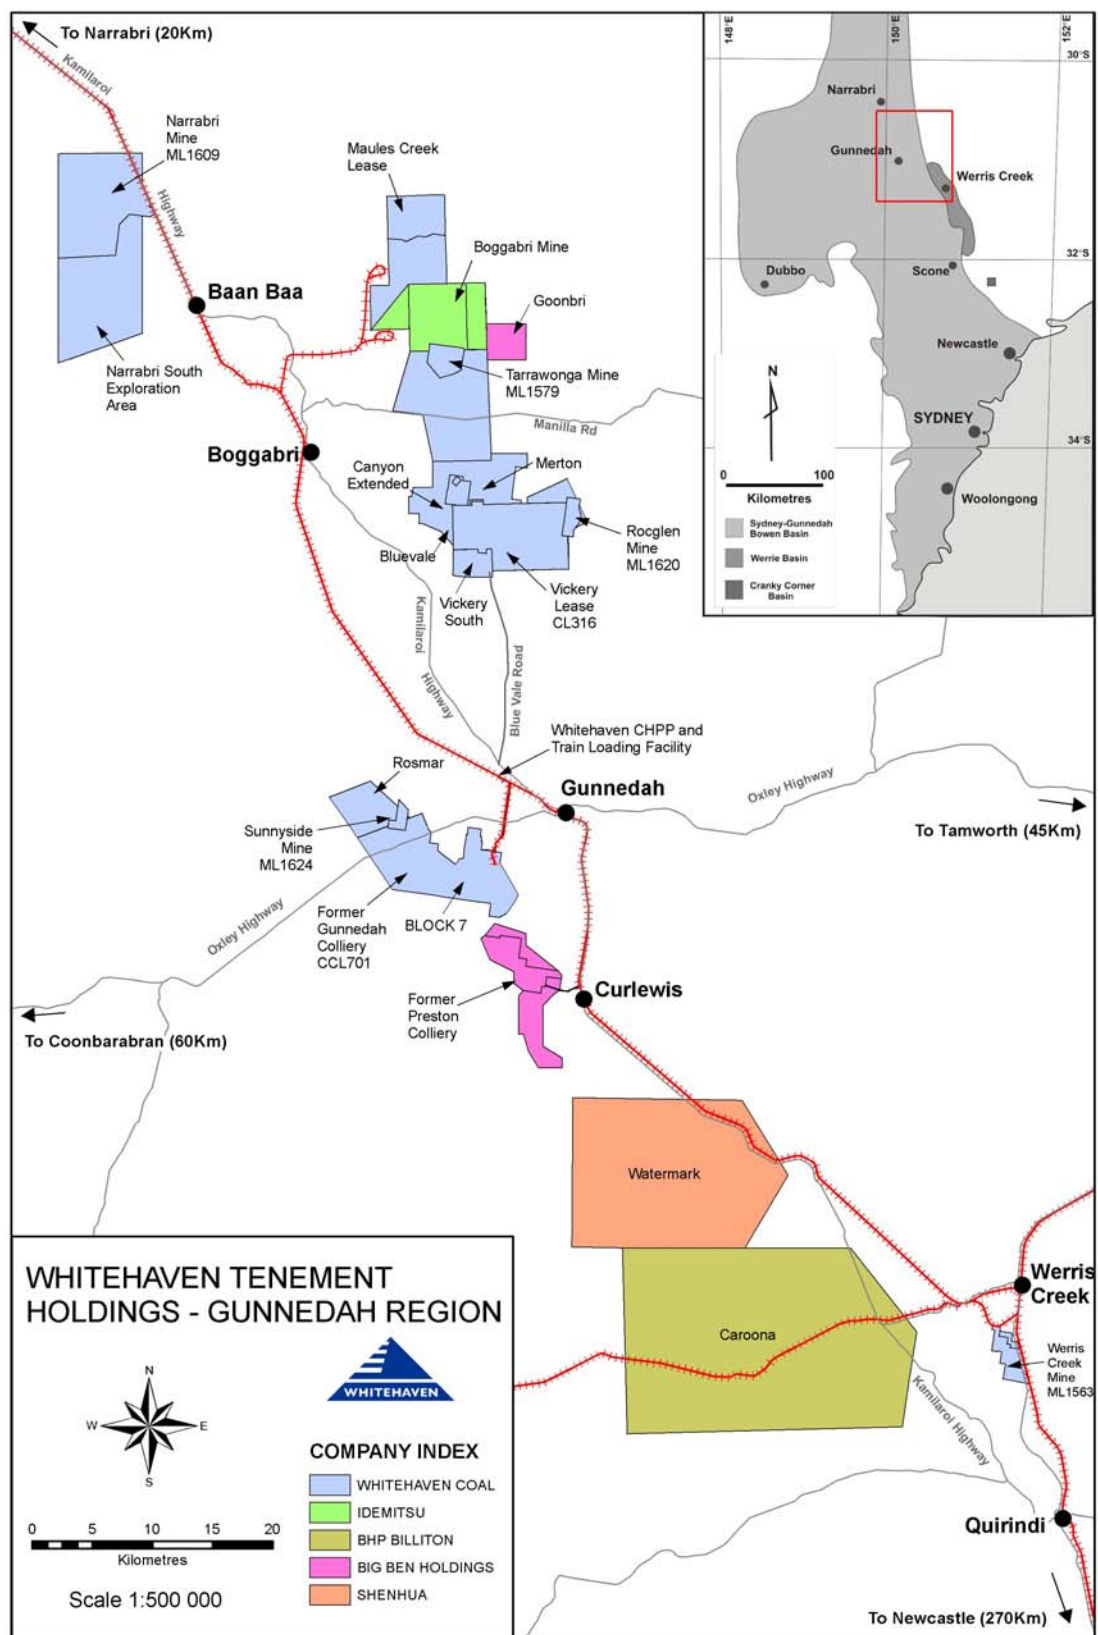 To Narrabri (20Km)
Kamilaroi
Highway
Narrabri
Mine
ML1609
Maules Creek
Lease
Boggabri Mine
Goonbri
Baan Baa
Narrabri South
Exploration
Area
Tarrawonga Mine
ML1579
Manilla Rd
Boggabri
Canyon
Extended
Merton
Bluevale
Rocglen
Mine
ML1620
Vickery
South
Vickery
Lease
CL316
Kamilaroi
Highway
Blue Vale Road
Whitehaven CHPP and
Train Loading Facility
Rosmar
Gunnedah
Oxley Highway
To Tamworth (45Km)
Sunnyside
Mine
ML1624
Former
Gunnedah
Colliery
CCL701
BLOCK 7
Oxley Highway
Former
Preston
Colliery
Curlewis
To Coonbarabran (60Km)
Watermark
Caroona
Werris
Creek
Werris
Creek
Mine
ML1563
Kamilaroi Highway
Quirindi
To Newcastle (270Km)
148°E
150°E
152°E
30°S
32°S
34°S
Narrabri
Gunnedah
Werris Creek
Dubbo
Scone
Newcastle
SYDNEY
Woolongong
N
0 100
Kilometres
Sydney-Gunnedah
Bowen Basin
Werrie Basin
Cranky Corner
Basin
WHITEHAVEN TENEMENT
HOLDINGS - GUNNEDAH REGION
WHITEHAVEN
N
W E
S
0 5 10 15 20
Kilometres
Scale 1:500 000
COMPANY INDEX
WHITEHAVEN COAL
IDEMITSU
BHP BILLITON
BIG BEN HOLDINGS
SHENHUA